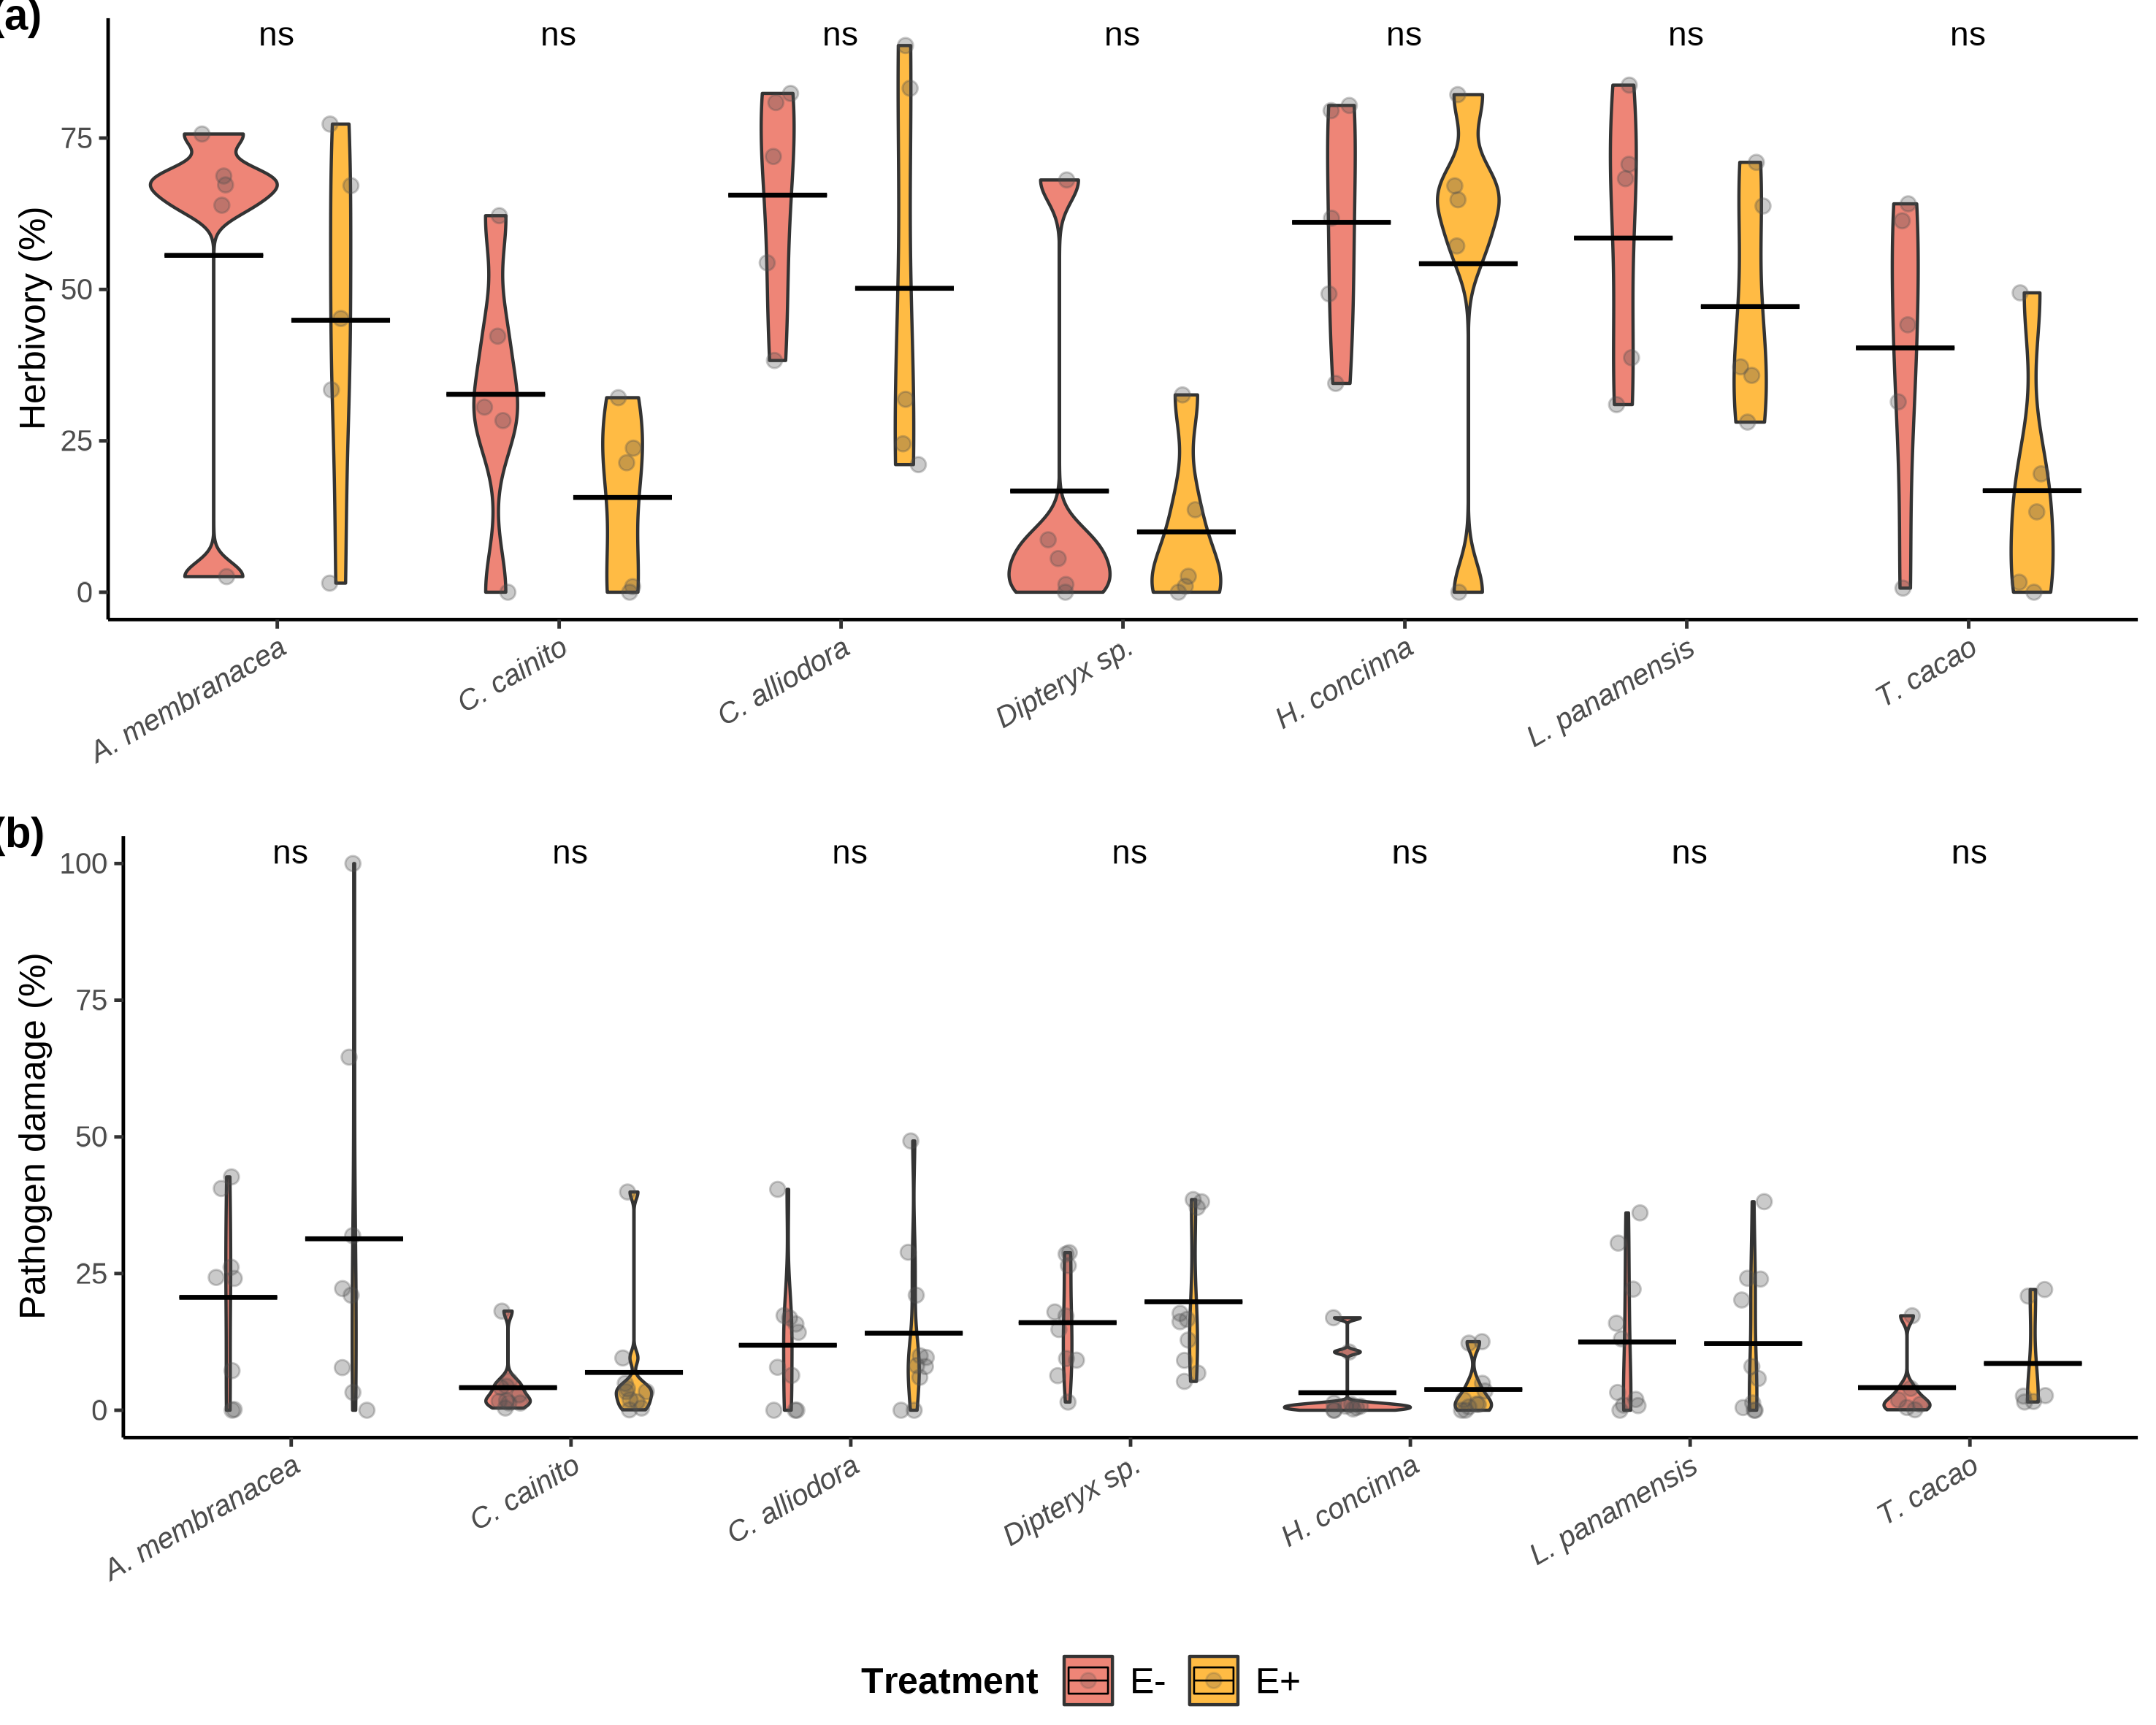 (a)
ns ns ns ns ns ns ns
Herbivory (%)
75
50
25
0
A. membranacea C. cainito C. alliodora Dipteryx sp. H. concinna L. panamensis T. cacao
(b)
ns ns ns ns ns ns ns
Pathogen damage (%)
100
75
50
25
0
A. membranacea C. cainito C. alliodora Dipteryx sp. H. concinna L. panamensis T. cacao
Treatment E- E+